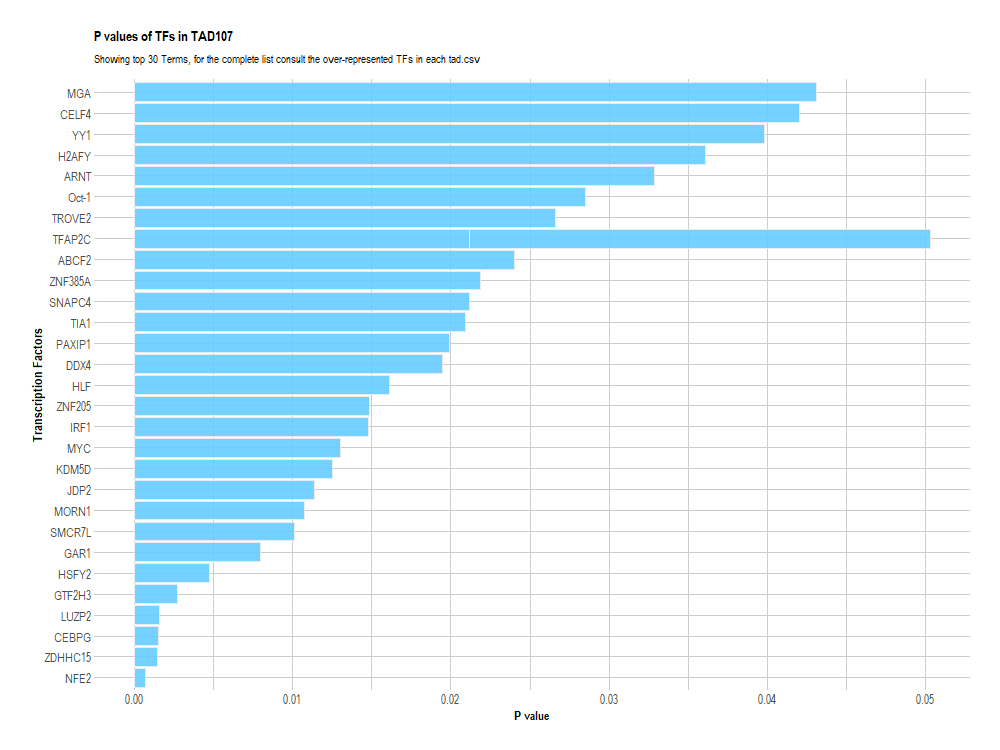 P values of TFs in TAD107
Showing top 30 Terms, for the complete list consult the over-represented TFs in each tad.csv
Transcription Factors
MGA
CELF4
YY1
H2AFY
ARNT
Oct-1
TROVE2
TFAP2C
ABCF2
ZNF385A
SNAPC4
TIA1
PAXIP1
DDX4
HLF
ZNF205
IRF1
MYC
KDM5D
JDP2
MORN1
SMCR7L
GAR1
HSFY2
GTF2H3
LUZP2
CEBPG
ZDHHC15
NFE2
0.00 0.01 0.02 0.03 0.04 0.05
P value